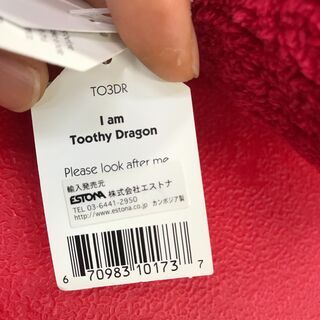 TO3DR
I am
Toothy Dragon
Please look after me
輸入発売元
ESTONA 株式会社エストナ
TEL 03-6441-2950
http://www.estona.co.jp カンボジア製
6 70983 10173 7